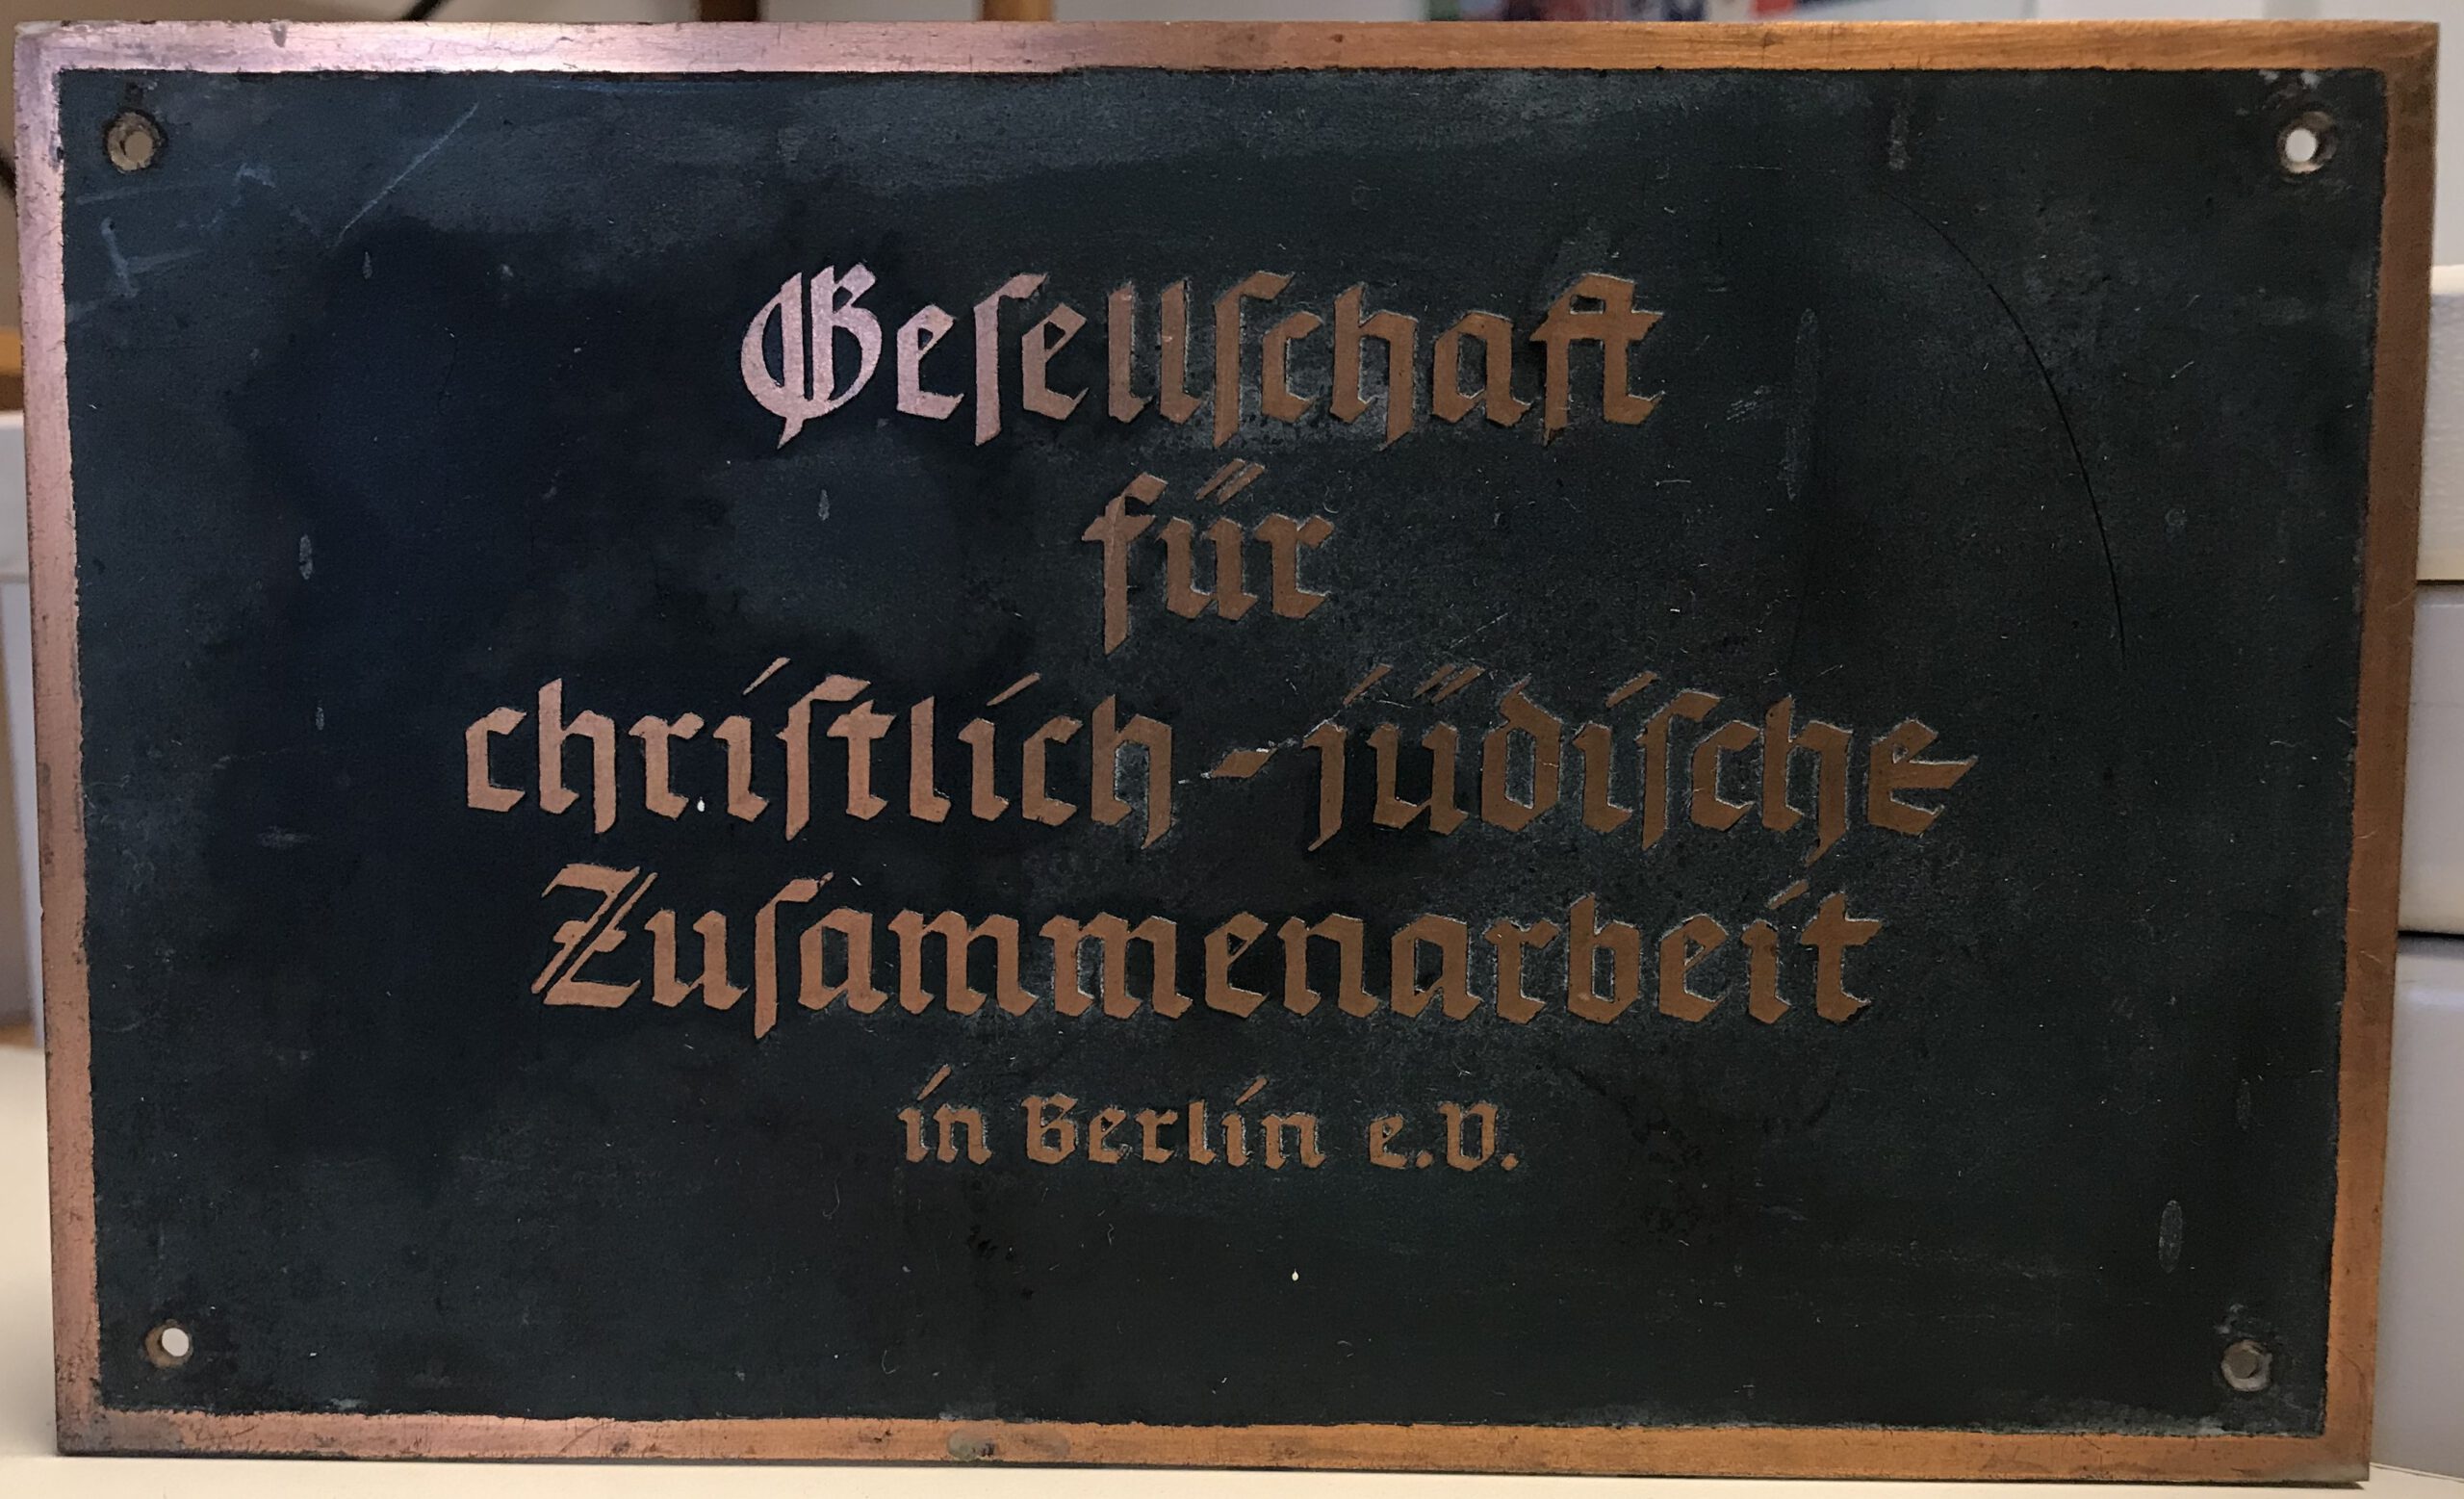 Geſellſchaft
für
chriſtlich-jüdiſche
Zuſammenarbeit
in Berlin e.V.